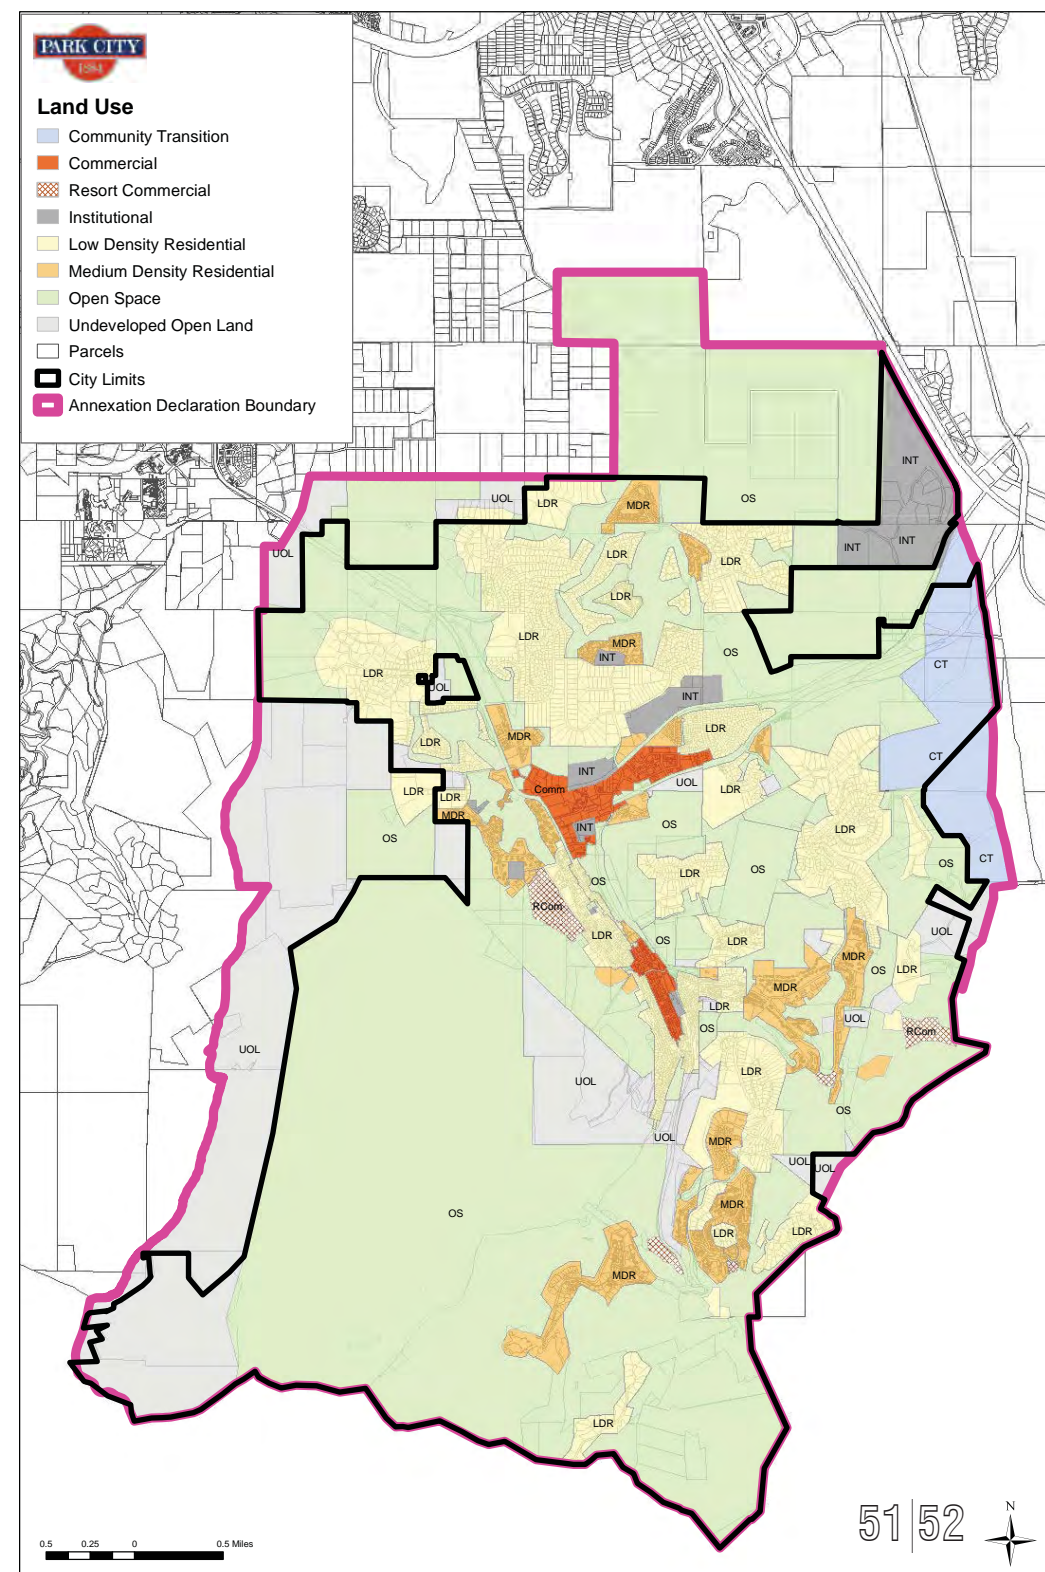 PARK CITY
1884
Land Use
Community Transition
Commercial
Resort Commercial
Institutional
Low Density Residential
Medium Density Residential
Open Space
Undeveloped Open Land
Parcels
City Limits
Annexation Declaration Boundary
INT
UOL
LDR
MDR
OS
INT
INT
UOL
LDR
LDR
LDR
LDR
MDR
INT
OS
CT
LDR
UOL
INT
LDR
MDR
LDR
INT
CT
UOL
LDR
LDR
LDR
Comm
MDR
INT
OS
LDR
OS
CT
OS
OS
LDR
OS
RCom
LDR
OS
LDR
UOL
MDR
OS
LDR
MDR
LDR
UOL
OS
RCom
UOL
LDR
UOL
OS
UOL
MDR
UOL
UOL
MDR
OS
LDR
LDR
MDR
LDR
51|52
N
0.5 0.25 0 0.5 Miles